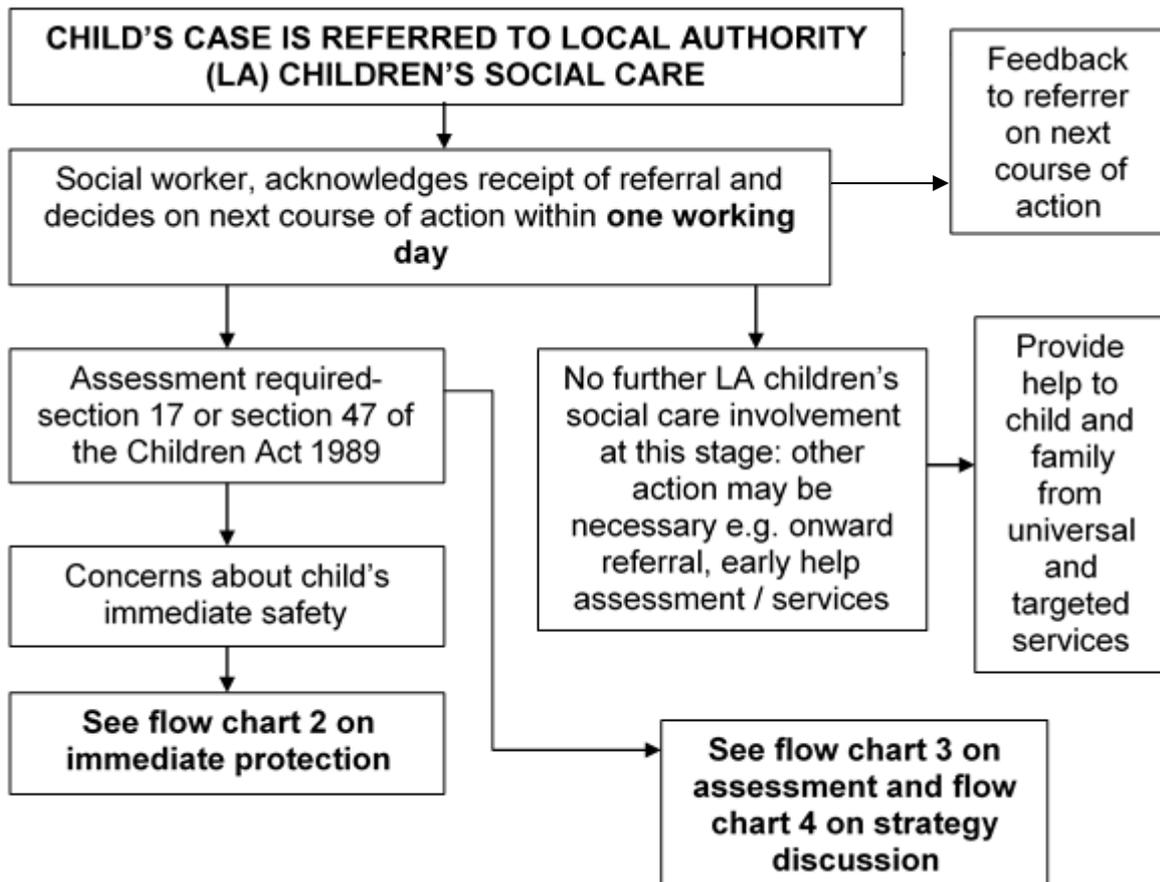 CHILD’S CASE IS REFERRED TO LOCAL AUTHORITY
(LA) CHILDREN’S SOCIAL CARE
Feedback
to referrer
on next
course of
action
Social worker, acknowledges receipt of referral and
decides on next course of action within one working
day
Assessment required-
section 17 or section 47 of
the Children Act 1989
No further LA children’s
social care involvement
at this stage: other
action may be
necessary e.g. onward
referral, early help
assessment / services
Provide
help to
child and
family
from
universal
and
targeted
services
Concerns about child’s
immediate safety
See flow chart 2 on
immediate protection
See flow chart 3 on
assessment and flow
chart 4 on strategy
discussion